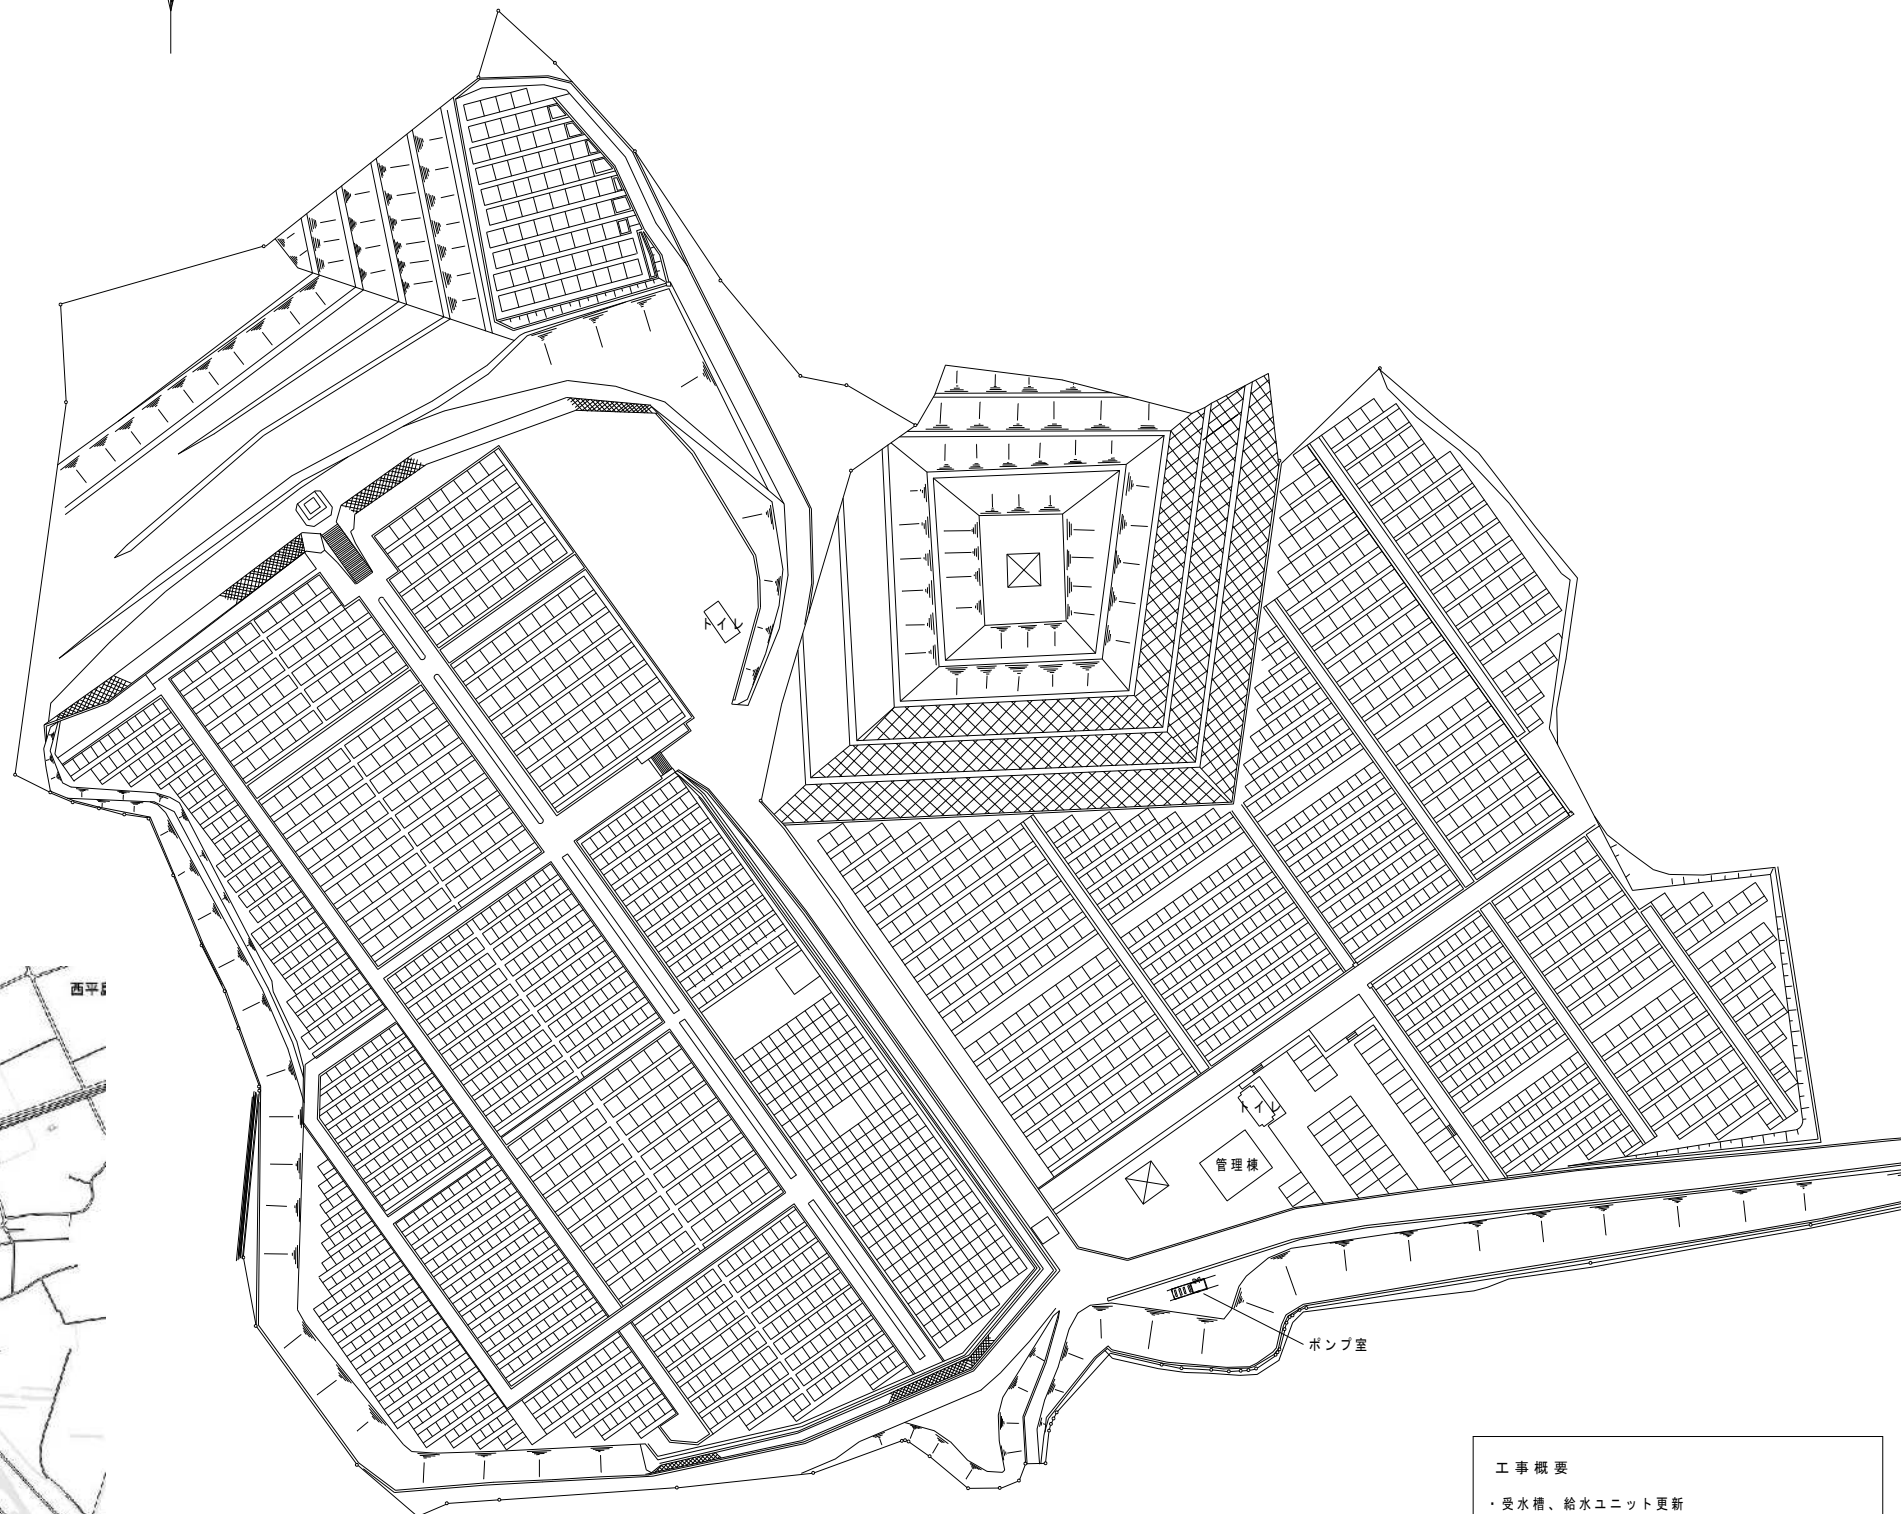 トイレ
西平
トイレ
管理棟
ポンプ室
工事概要
・受水槽、給水ユニット更新